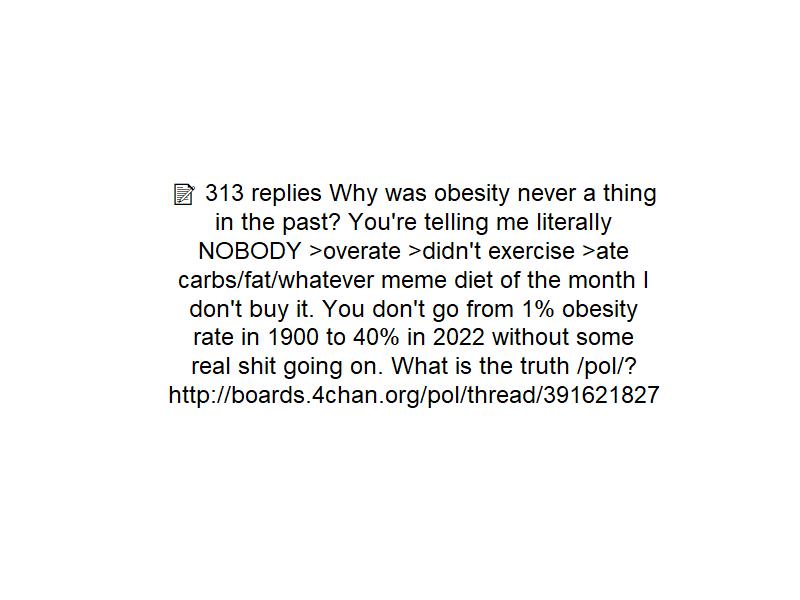 📝 313 replies Why was obesity never a thing
in the past? You're telling me literally
NOBODY >overate >didn't exercise >ate
carbs/fat/whatever meme diet of the month I
don't buy it. You don't go from 1% obesity
rate in 1900 to 40% in 2022 without some
real shit going on. What is the truth /pol/?
http://boards.4chan.org/pol/thread/391621827